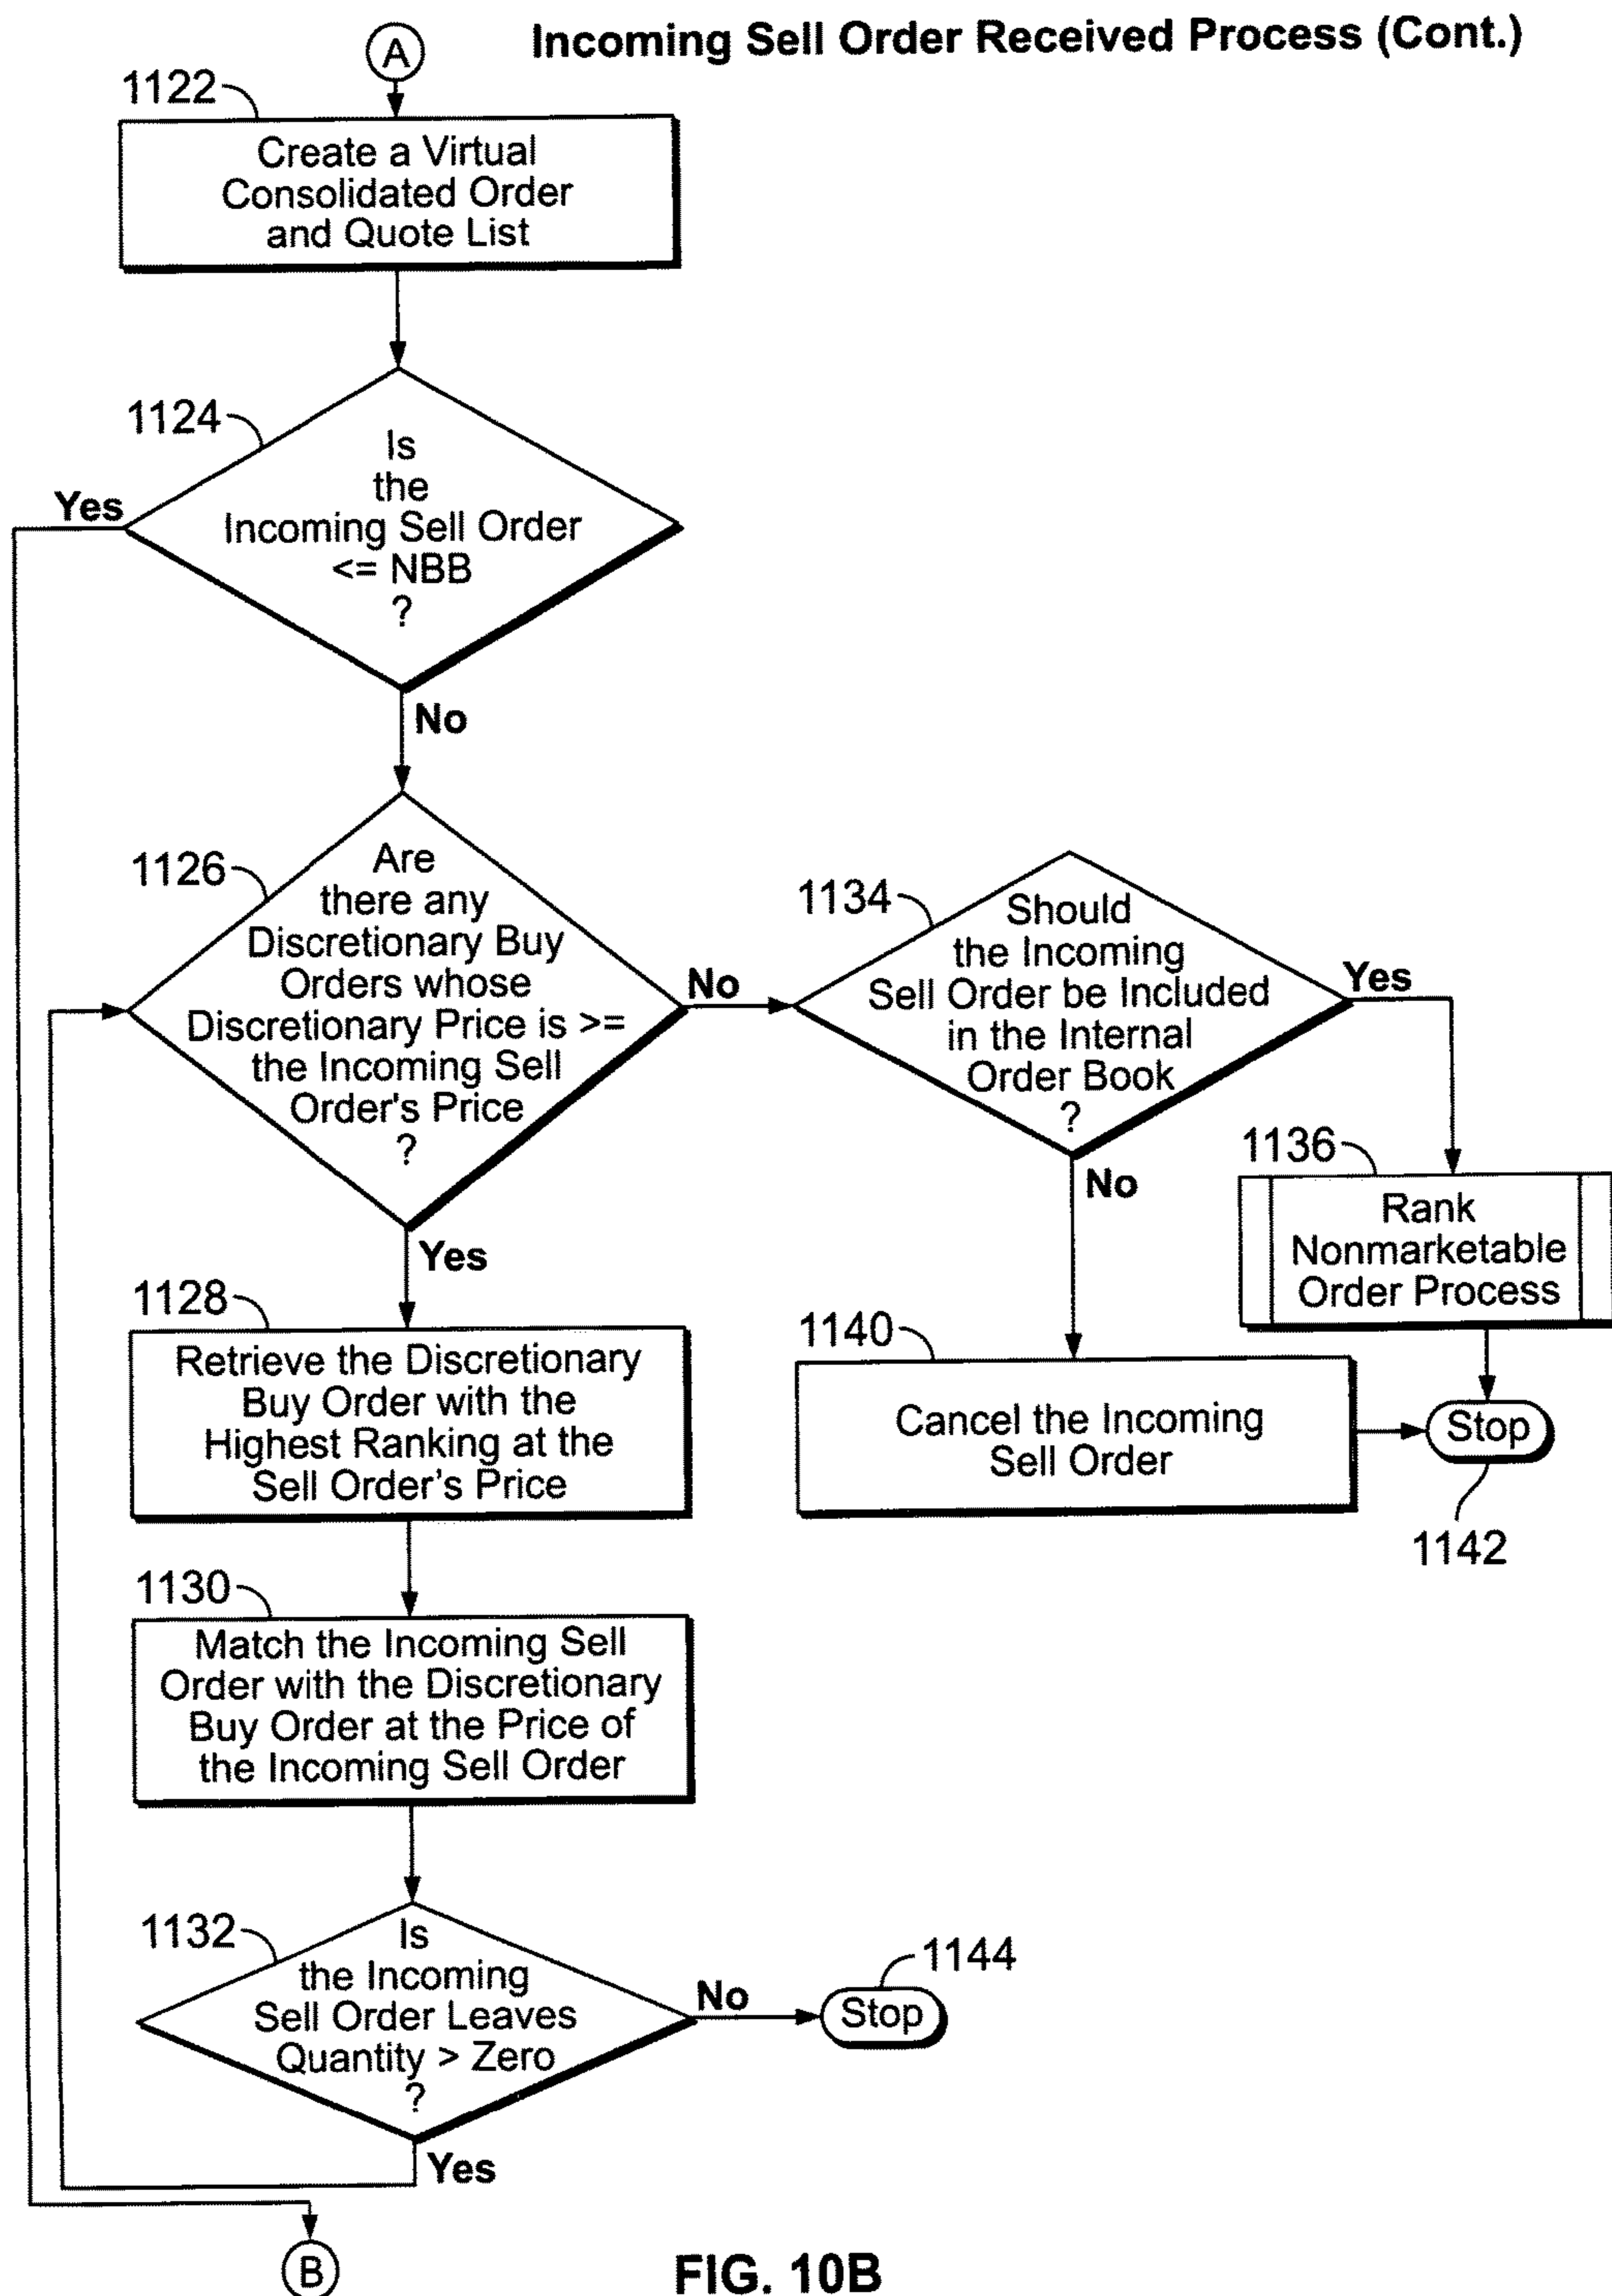 Incoming Sell Order Received Process (Cont.)
A
1122
Create a Virtual
Consolidated Order
and Quote List
1124
Is
the
Incoming Sell Order
<= NBB
?
Yes
No
1126
Are
there any
Discretionary Buy
Orders whose
Discretionary Price is >=
the Incoming Sell
Order's Price
?
No
Yes
1134
Should
the Incoming
Sell Order be Included
in the Internal
Order Book
?
Yes
No
1136
Rank
Nonmarketable
Order Process
1128
Retrieve the Discretionary
Buy Order with the
Highest Ranking at the
Sell Order’s Price
1140
Cancel the Incoming
Sell Order
Stop
1142
1130
Match the Incoming Sell
Order with the Discretionary
Buy Order at the Price of
the Incoming Sell Order
1132
Is
the Incoming
Sell Order Leaves
Quantity > Zero
?
No
1144
Stop
Yes
B
FIG. 10B